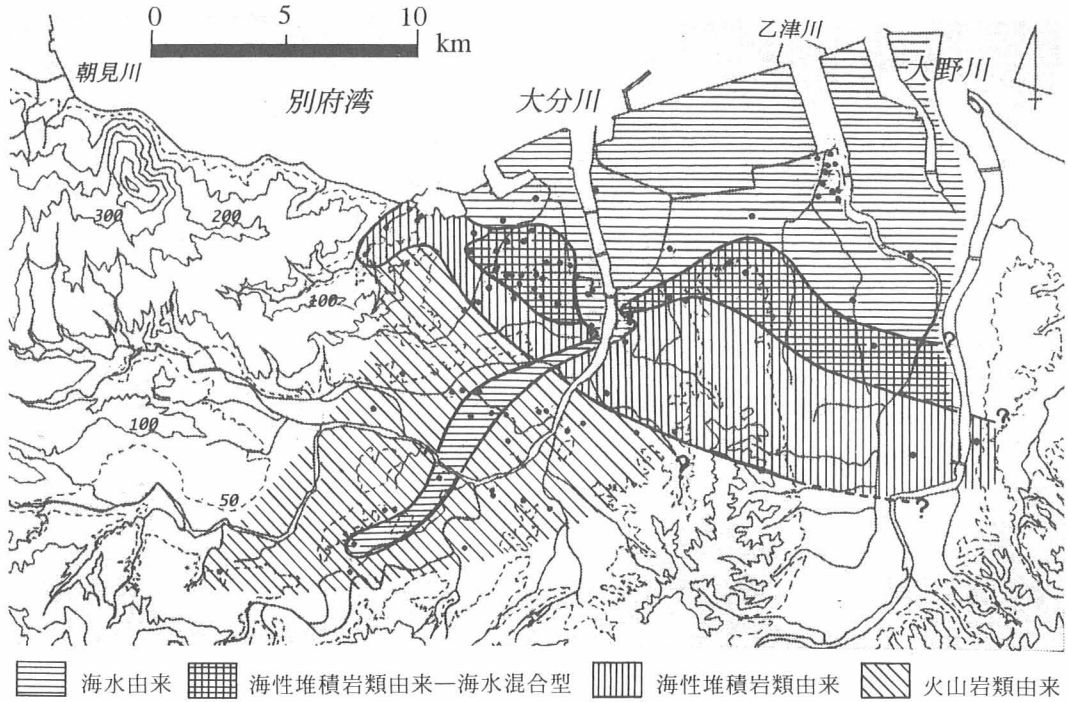 0 5 10
km
朝見川
別府湾
大分川
乙津川
大野川
300
200
100
100
50
?
?
?
?
海水由来
海性堆積岩類由来―海水混合型
海性堆積岩類由来
火山岩類由来